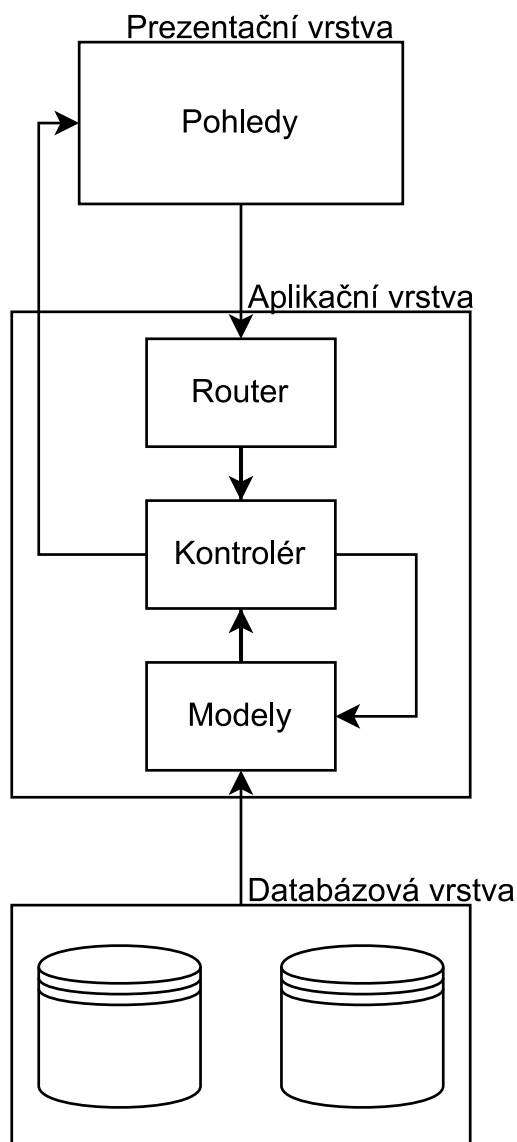 Prezentační vrstva
Pohledy
Aplikační vrstva
Router
Kontrolér
Modely
Databázová vrstva